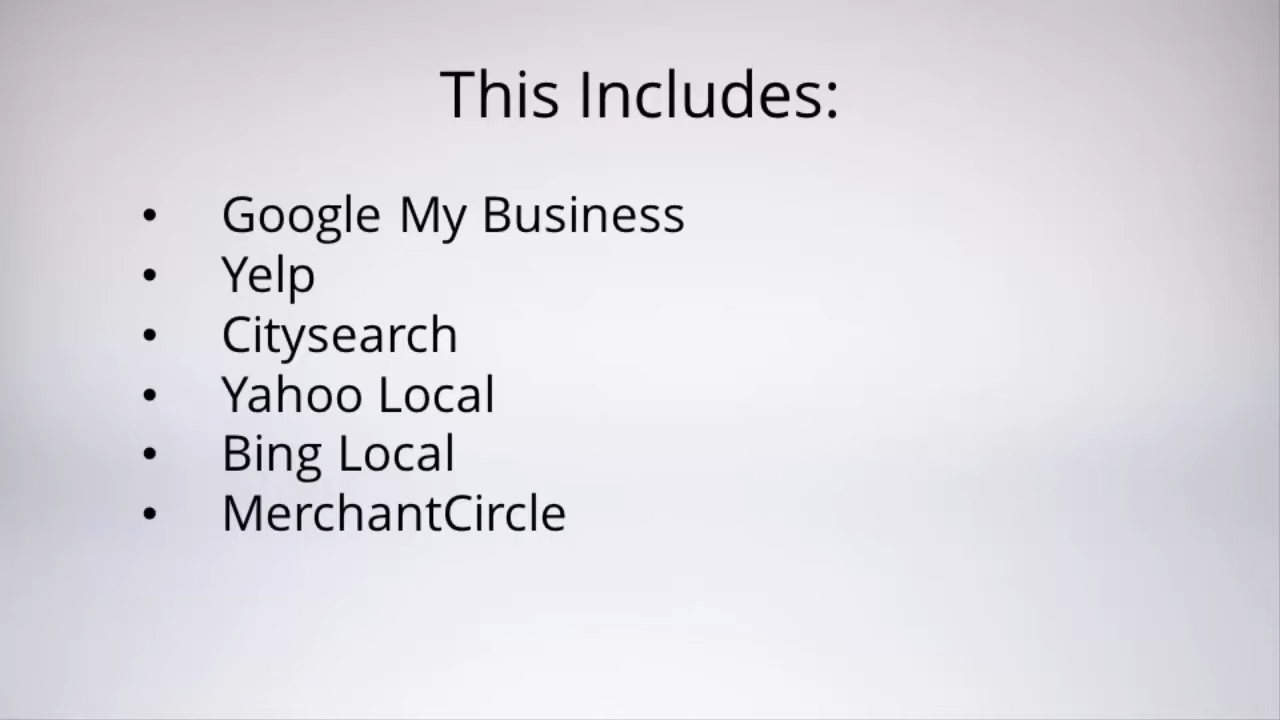 This Includes:
• Google My Business
• Yelp
• Citysearch
• Yahoo Local
• Bing Local
• MerchantCircle